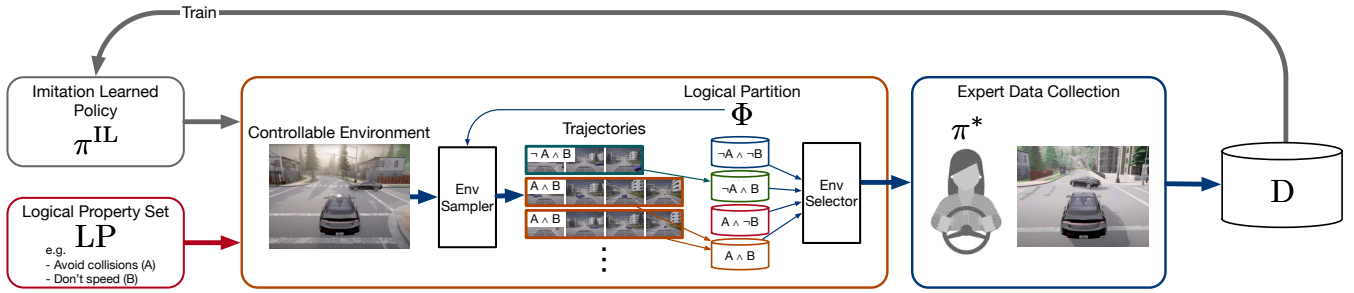 Train
Imitation Learned
Policy
π^IL
Logical Property Set
LP
e.g.
- Avoid collisions (A)
- Don't speed (B)
Controllable Environment
Env
Sampler
Trajectories
¬ A ∧ B
A ∧ B
A ∧ B
⋮
Logical Partition
Φ
¬A ∧ ¬B
¬A ∧ B
A ∧ ¬B
A ∧ B
Env
Selector
Expert Data Collection
π*
D